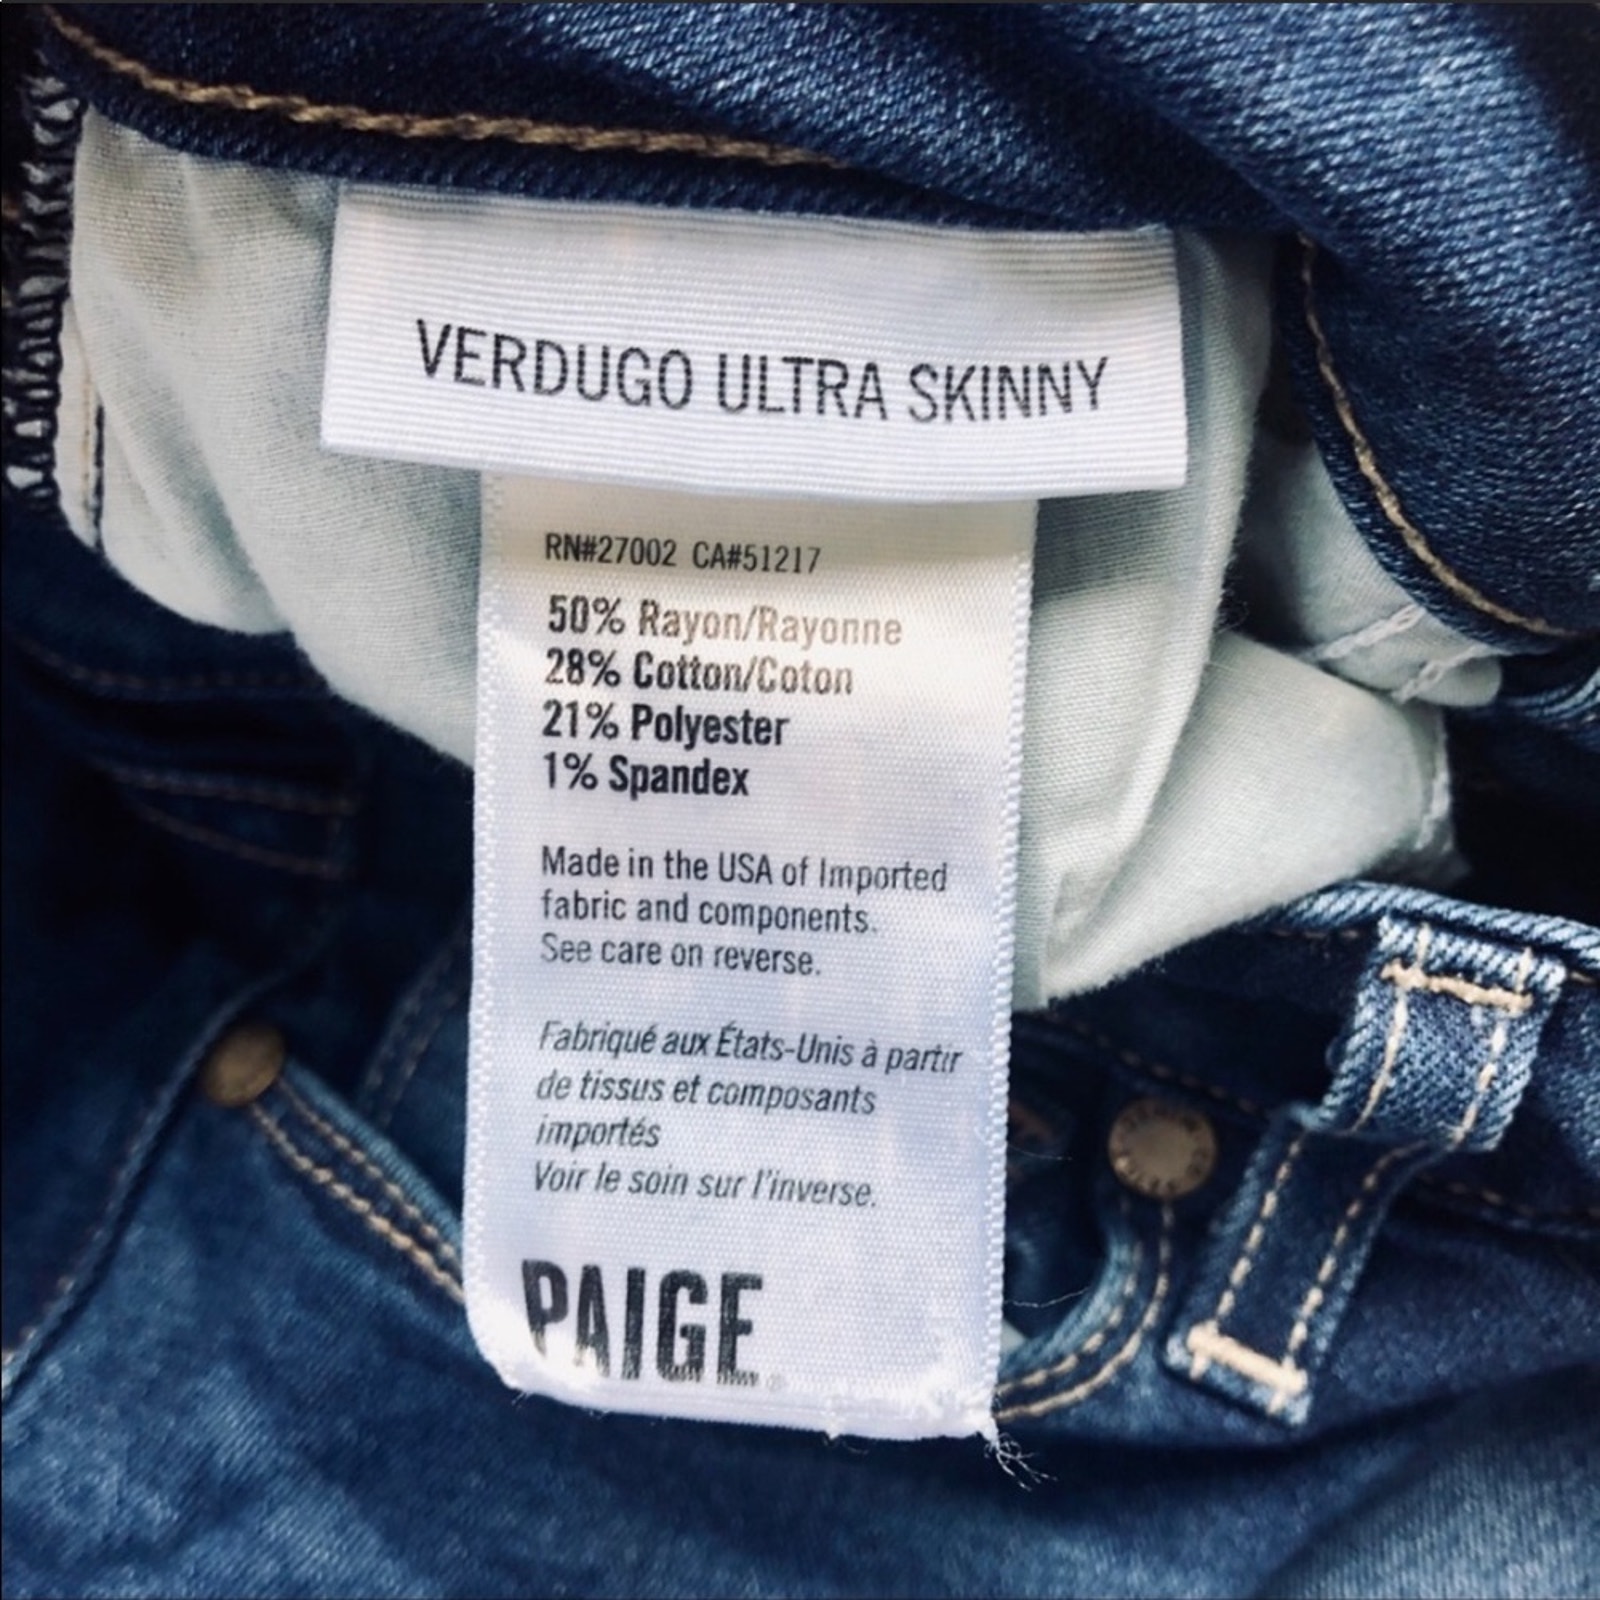 VERDUGO ULTRA SKINNY
RN#27002 CA#51217
50% Rayon/Rayonne
28% Cotton/Coton
21% Polyester
1% Spandex
Made in the USA of Imported
fabric and components.
See care on reverse.
Fabriqué aux États-Unis à partir
de tissus et composants
importés
Voir le soin sur l'inverse.
PAIGE